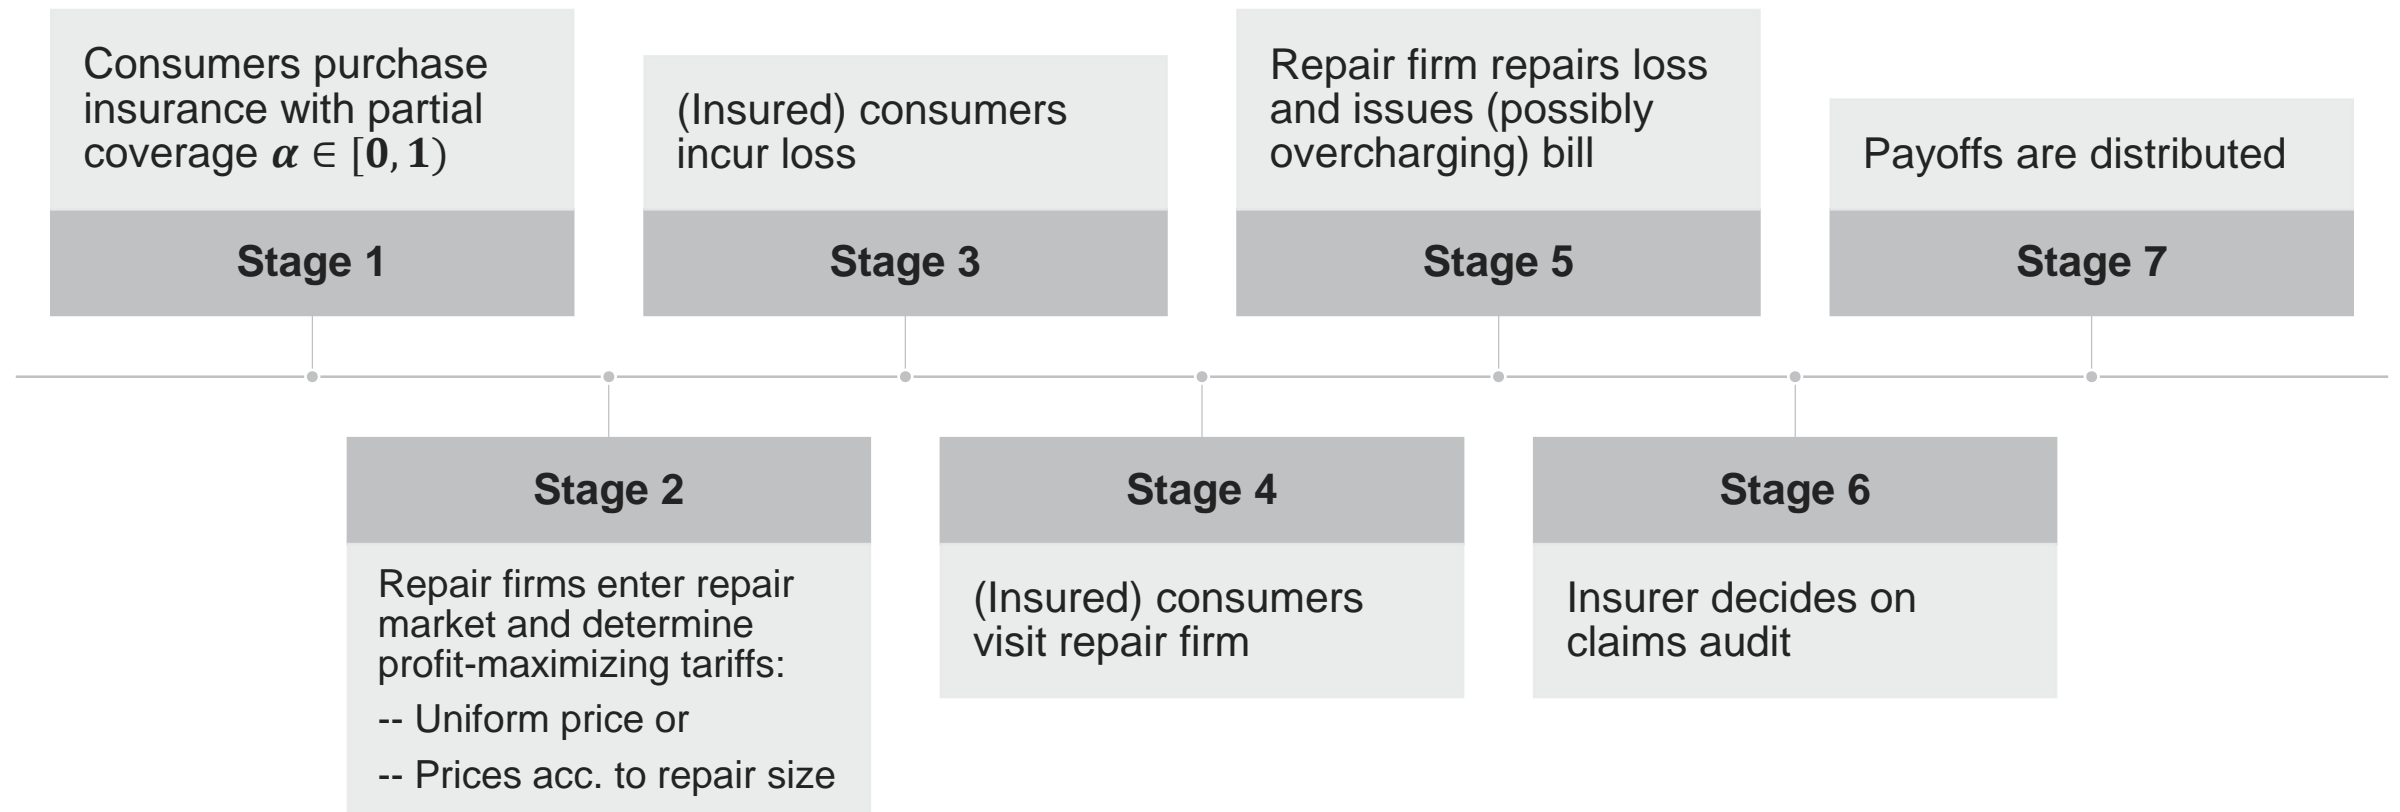 Consumers purchase
insurance with partial
coverage α ∈ [0, 1)
Stage 1
Repair firms enter repair
market and determine
profit-maximizing tariffs:
-- Uniform price or
-- Prices acc. to repair size
Stage 2
(Insured) consumers
incur loss
Stage 3
(Insured) consumers
visit repair firm
Stage 4
Repair firm repairs loss
and issues (possibly
overcharging) bill
Stage 5
Insurer decides on
claims audit
Stage 6
Payoffs are distributed
Stage 7